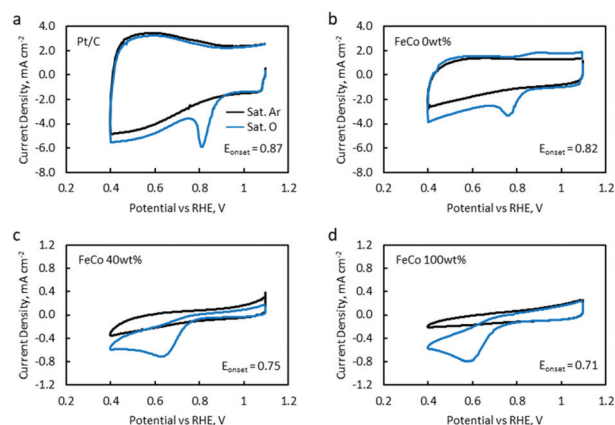 a
b
Pt/C
FeCo 0wt%
Current Density, mA cm⁻²
4.0
2.0
0.0
-2.0
-4.0
-6.0
-8.0
Sat. Ar
Sat. O
Eonset = 0.87
0.2 0.4 0.6 0.8 1 1.2
Potential vs RHE, V
Current Density, mA cm⁻²
4.0
2.0
0.0
-2.0
-4.0
-6.0
-8.0
Eonset = 0.82
0.2 0.4 0.6 0.8 1 1.2
Potential vs RHE, V
c
d
FeCo 40wt%
FeCo 100wt%
Current Density, mA cm⁻²
1.2
0.8
0.4
0.0
-0.4
-0.8
-1.2
Eonset = 0.75
0.2 0.4 0.6 0.8 1 1.2
Potential vs RHE, V
Current Density, mA cm⁻²
1.2
0.8
0.4
0.0
-0.4
-0.8
-1.2
Eonset = 0.71
0.2 0.4 0.6 0.8 1 1.2
Potential vs RHE, V